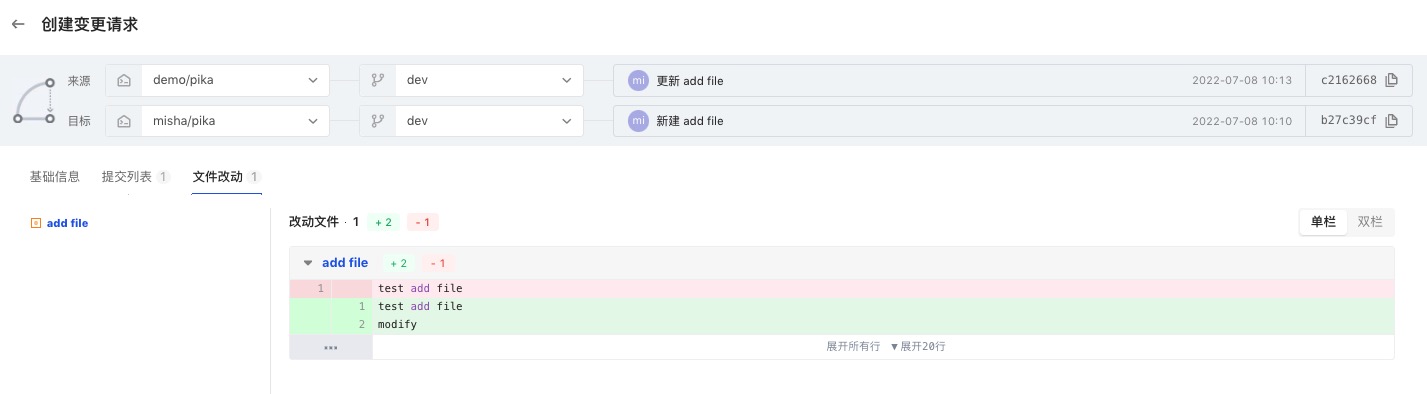 创建变更请求
来源 demo/pika dev mi 更新 add file 2022-07-08 10:13 c2162668
目标 misha/pika dev mi 新建 add file 2022-07-08 10:10 b27c39cf
基础信息 提交列表 1 文件改动 1
add file
改动文件 · 1 + 2 - 1 单栏 双栏
add file + 2 - 1
1 test add file
1 test add file
2 modify
... 展开所有行 ▼展开20行